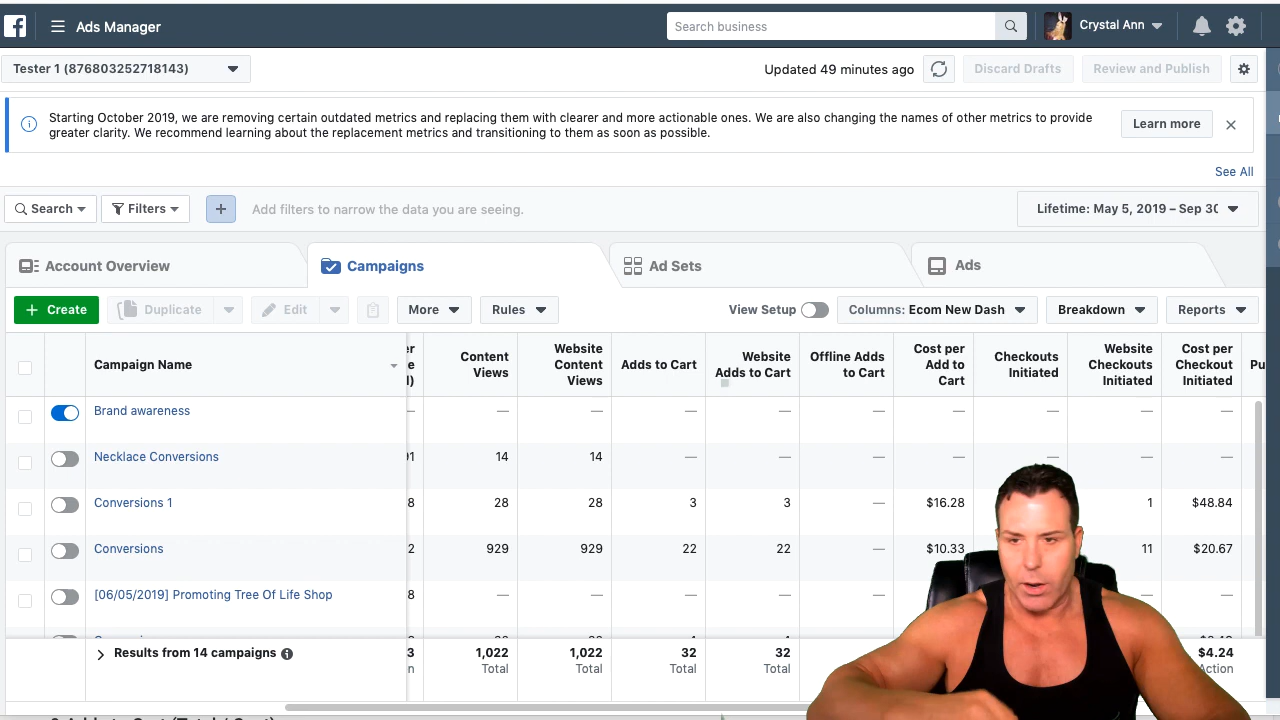 Ads Manager
Search business
Crystal Ann
Tester 1 (876803252718143)
Updated 49 minutes ago
Discard Drafts
Review and Publish
Starting October 2019, we are removing certain outdated metrics and replacing them with clearer and more actionable ones. We are also changing the names of other metrics to provide
greater clarity. We recommend learning about the replacement metrics and transitioning to them as soon as possible.
Learn more
See All
Search
Filters
Add filters to narrow the data you are seeing.
Lifetime: May 5, 2019 – Sep 30
Account Overview
Campaigns
Ad Sets
Ads
+ Create
Duplicate
Edit
More
Rules
View Setup
Columns: Ecom New Dash
Breakdown
Reports
Campaign Name
Content
Views
Website
Content
Views
Adds to Cart
Website
Adds to Cart
Offline Adds
to Cart
Cost per
Add to
Cart
Checkouts
Initiated
Website
Checkouts
Initiated
Cost per
Checkout
Initiated
Pu
Brand awareness
— — — — — — — — —
Necklace Conversions
14 14 — — — — — — —
Conversions 1
8 28 28 3 3 — $16.28 1 $48.84
Conversions
2 929 929 22 22 — $10.33 11 $20.67
[06/05/2019] Promoting Tree Of Life Shop
8 — — — — — — — —
Results from 14 campaigns
3 1,022 1,022 32 32 $4.24
n Total Total Total Total Action